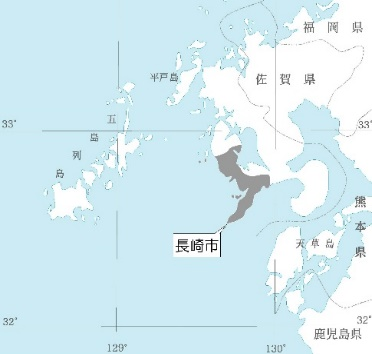 福岡県
平戸島
佐賀県
33°
33°
五
島
列
島
熊本県
天草島
長崎市
32°
32°
鹿児島県
129°
130°